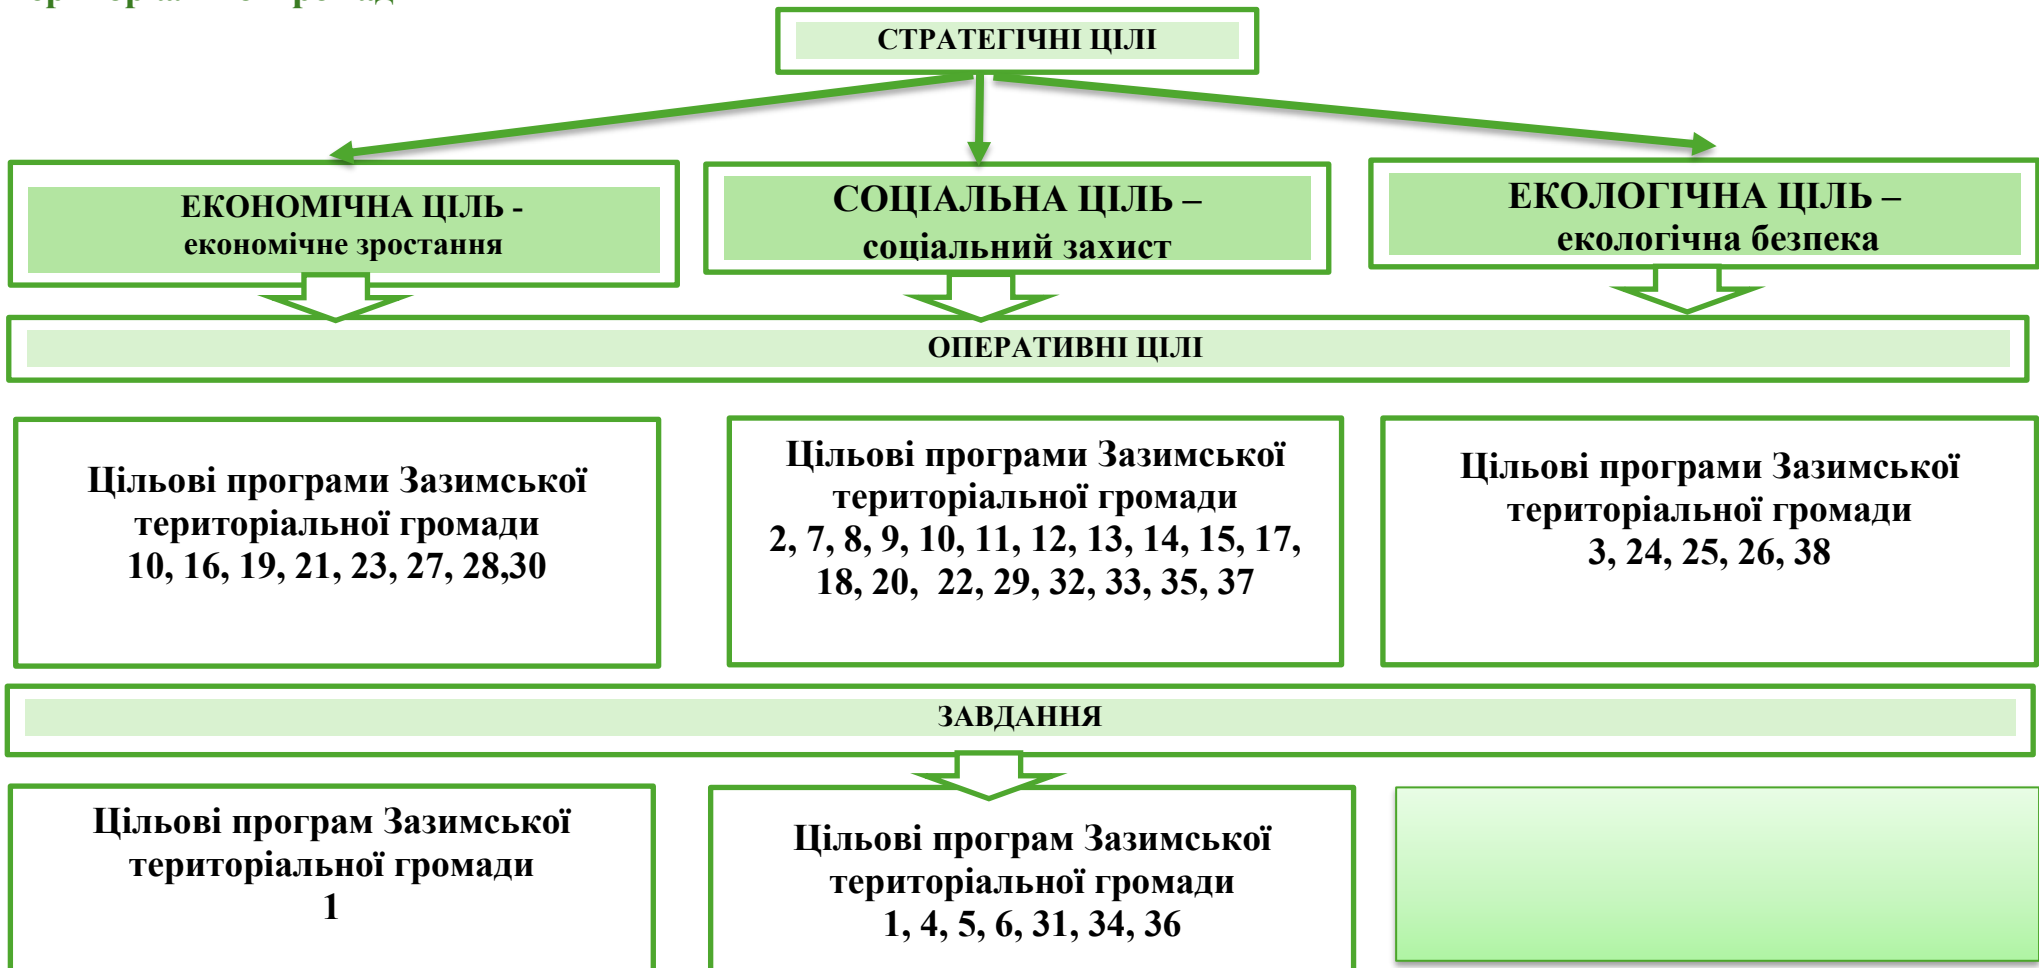 СТРАТЕГІЧНІ ЦІЛІ
ЕКОНОМІЧНА ЦІЛЬ -
економічне зростання
СОЦІАЛЬНА ЦІЛЬ –
соціальний захист
ЕКОЛОГІЧНА ЦІЛЬ –
екологічна безпека
ОПЕРАТИВНІ ЦІЛІ
Цільові програми Зазимської
територіальної громади
10, 16, 19, 21, 23, 27, 28,30
Цільові програми Зазимської
територіальної громади
2, 7, 8, 9, 10, 11, 12, 13, 14, 15, 17,
18, 20, 22, 29, 32, 33, 35, 37
Цільові програми Зазимської
територіальної громади
3, 24, 25, 26, 38
ЗАВДАННЯ
Цільові програм Зазимської
територіальної громади
1
Цільові програм Зазимської
територіальної громади
1, 4, 5, 6, 31, 34, 36